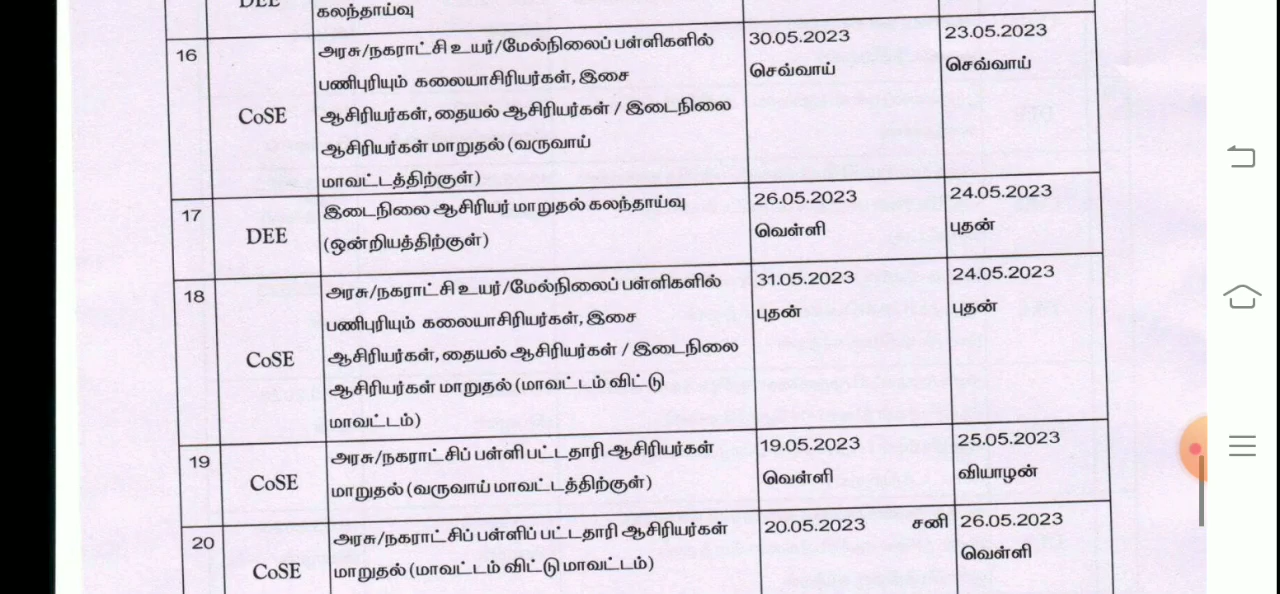 DEE
கலந்தாய்வு
16
CoSE
அரசு/நகராட்சி உயர்/மேல்நிலைப் பள்ளிகளில்
பணிபுரியும் கலையாசிரியர்கள், இசை
ஆசிரியர்கள், தையல் ஆசிரியர்கள் / இடைநிலை
ஆசிரியர்கள் மாறுதல் (வருவாய்
மாவட்டத்திற்குள்)
30.05.2023
செவ்வாய்
23.05.2023
செவ்வாய்
17
DEE
இடைநிலை ஆசிரியர் மாறுதல் கலந்தாய்வு
(ஒன்றியத்திற்குள்)
26.05.2023
வெள்ளி
24.05.2023
புதன்
18
CoSE
அரசு/நகராட்சி உயர்/மேல்நிலைப் பள்ளிகளில்
பணிபுரியும் கலையாசிரியர்கள், இசை
ஆசிரியர்கள், தையல் ஆசிரியர்கள் / இடைநிலை
ஆசிரியர்கள் மாறுதல் (மாவட்டம் விட்டு
மாவட்டம்)
31.05.2023
புதன்
24.05.2023
புதன்
19
CoSE
அரசு/நகராட்சிப் பள்ளி பட்டதாரி ஆசிரியர்கள்
மாறுதல் (வருவாய் மாவட்டத்திற்குள்)
19.05.2023
வெள்ளி
25.05.2023
வியாழன்
20
CoSE
அரசு/நகராட்சிப் பள்ளிப் பட்டதாரி ஆசிரியர்கள்
மாறுதல் (மாவட்டம் விட்டு மாவட்டம்)
20.05.2023 சனி
26.05.2023
வெள்ளி